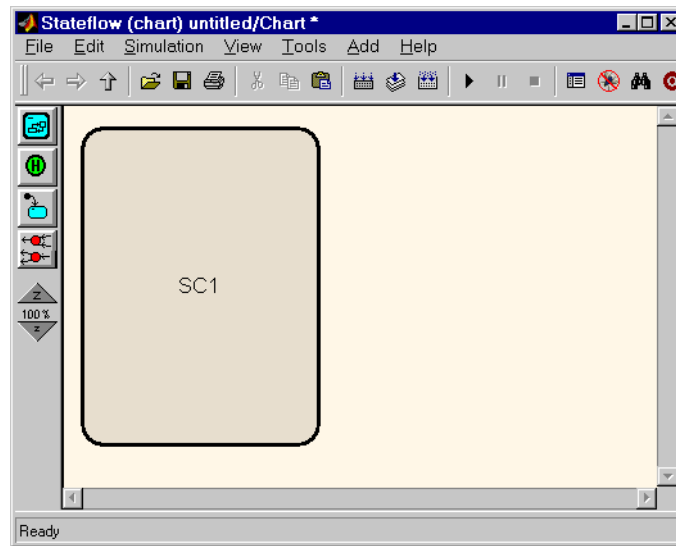 Stateflow (chart) untitled/Chart *
File Edit Simulation View Tools Add Help
H
Z
100 %
z
SC1
Ready